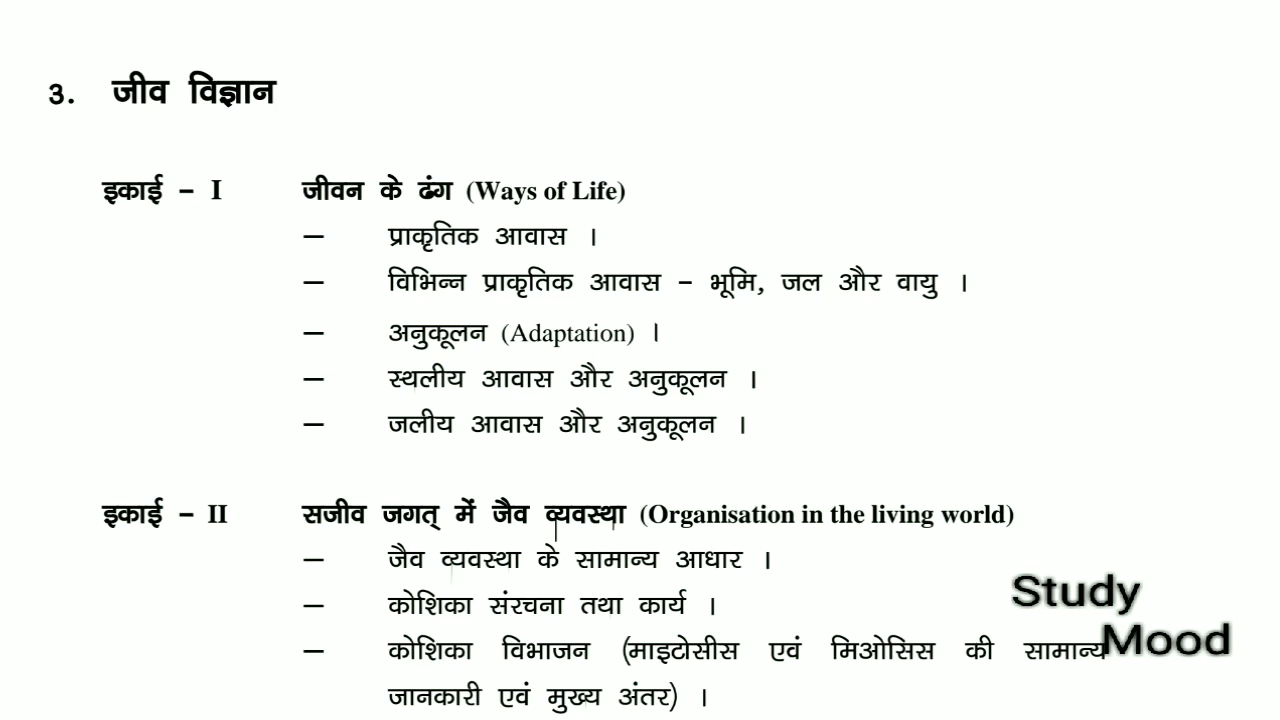 ३. जीव विज्ञान
इकाई – I जीवन के ढंग (Ways of Life)
– प्राकृतिक आवास ।
– विभिन्न प्राकृतिक आवास – भूमि, जल और वायु ।
– अनुकूलन (Adaptation) ।
– स्थलीय आवास और अनुकूलन ।
– जलीय आवास और अनुकूलन ।
इकाई – II सजीव जगत् में जैव व्यवस्था (Organisation in the living world)
– जैव व्यवस्था के सामान्य आधार ।
– कोशिका संरचना तथा कार्य ।
– कोशिका विभाजन (माइटोसीस एवं मिओसिस की सामान्य
जानकारी एवं मुख्य अंतर) ।
Study
Mood